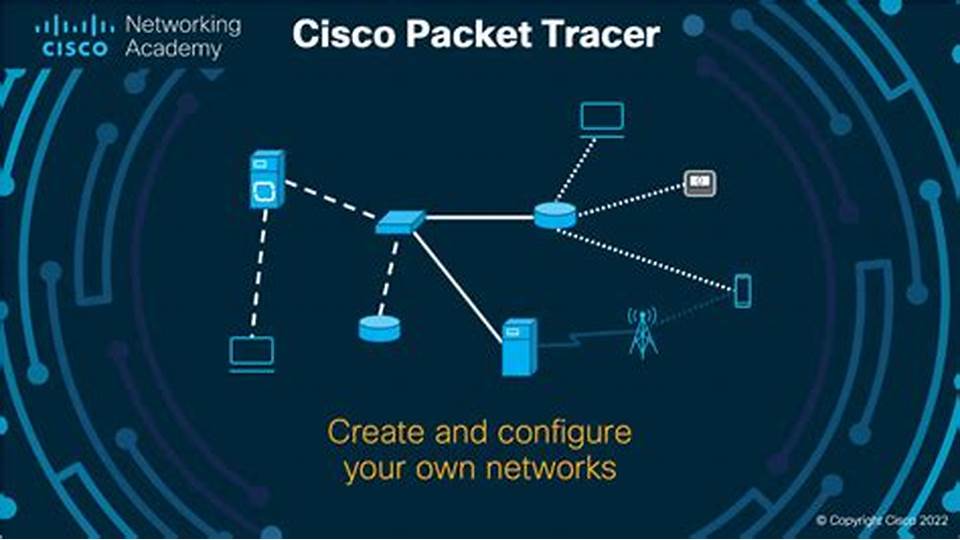 CISCO
Networking
Academy
Cisco Packet Tracer
Create and configure
your own networks
© Copyright Cisco 2022